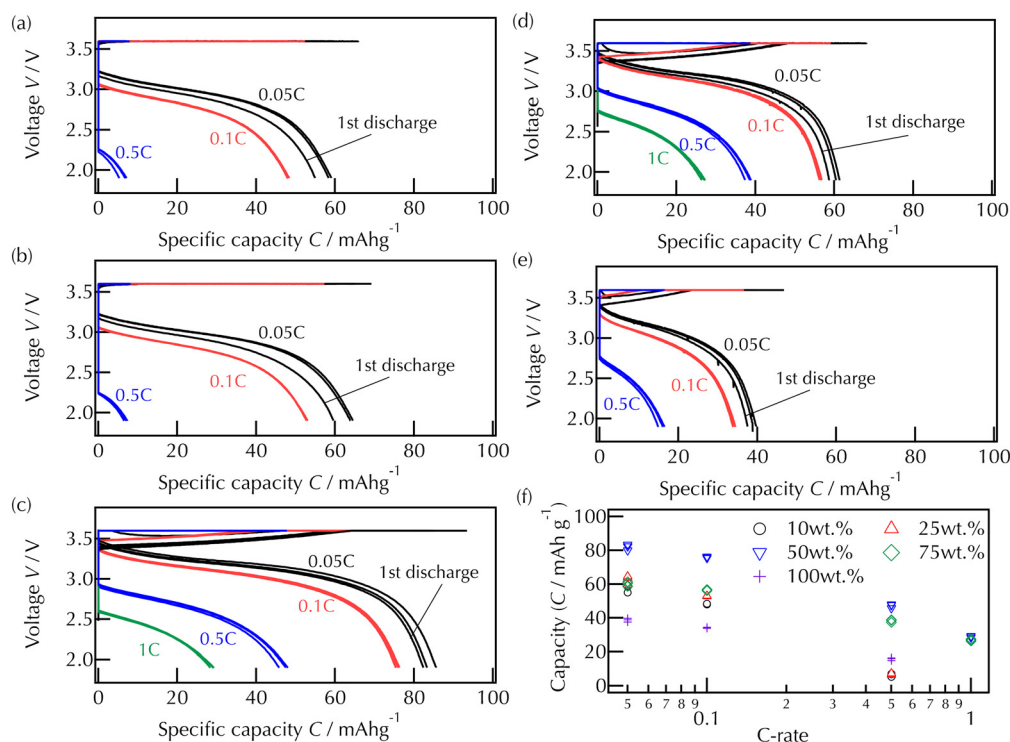 (a)
Voltage V / V
3.5
3.0
2.5
2.0
0.05C
1st discharge
0.1C
0.5C
0 20 40 60 80 100
Specific capacity C / mAhg-1
(b)
Voltage V / V
3.5
3.0
2.5
2.0
0.05C
1st discharge
0.1C
0.5C
0 20 40 60 80 100
Specific capacity C / mAhg-1
(c)
Voltage V / V
3.5
3.0
2.5
2.0
0.05C
1st discharge
0.1C
0.5C
1C
0 20 40 60 80 100
Specific capacity C / mAhg-1
(d)
Voltage V / V
3.5
3.0
2.5
2.0
0.05C
1st discharge
0.1C
0.5C
1C
0 20 40 60 80 100
Specific capacity C / mAhg-1
(e)
Voltage V / V
3.5
3.0
2.5
2.0
0.05C
1st discharge
0.1C
0.5C
0 20 40 60 80 100
Specific capacity C / mAhg-1
(f)
Capacity (C / mAh g-1)
100
80
60
40
20
0
10wt.% 25wt.%
50wt.% 75wt.%
100wt.%
5 6 7 8 9 0.1 2 3 4 5 6 7 8 9 1
C-rate